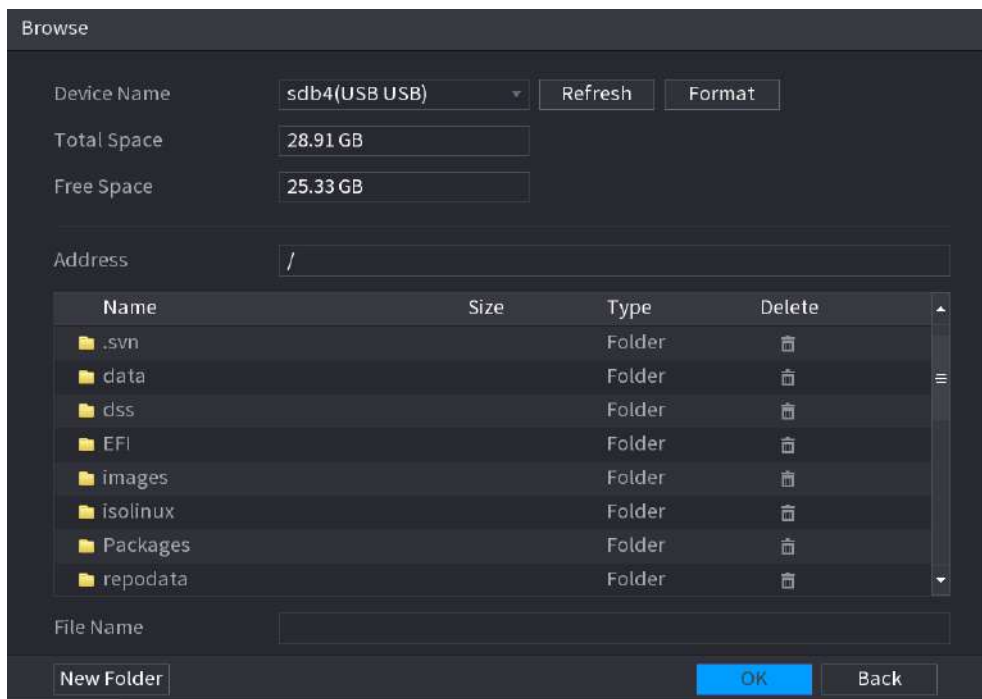 Browse
Device Name sdb4(USB USB) Refresh Format
Total Space 28.91 GB
Free Space 25.33 GB
Address /
Name Size Type Delete
.svn Folder
data Folder
dss Folder
EFI Folder
images Folder
isolinux Folder
Packages Folder
repodata Folder
File Name
New Folder OK Back